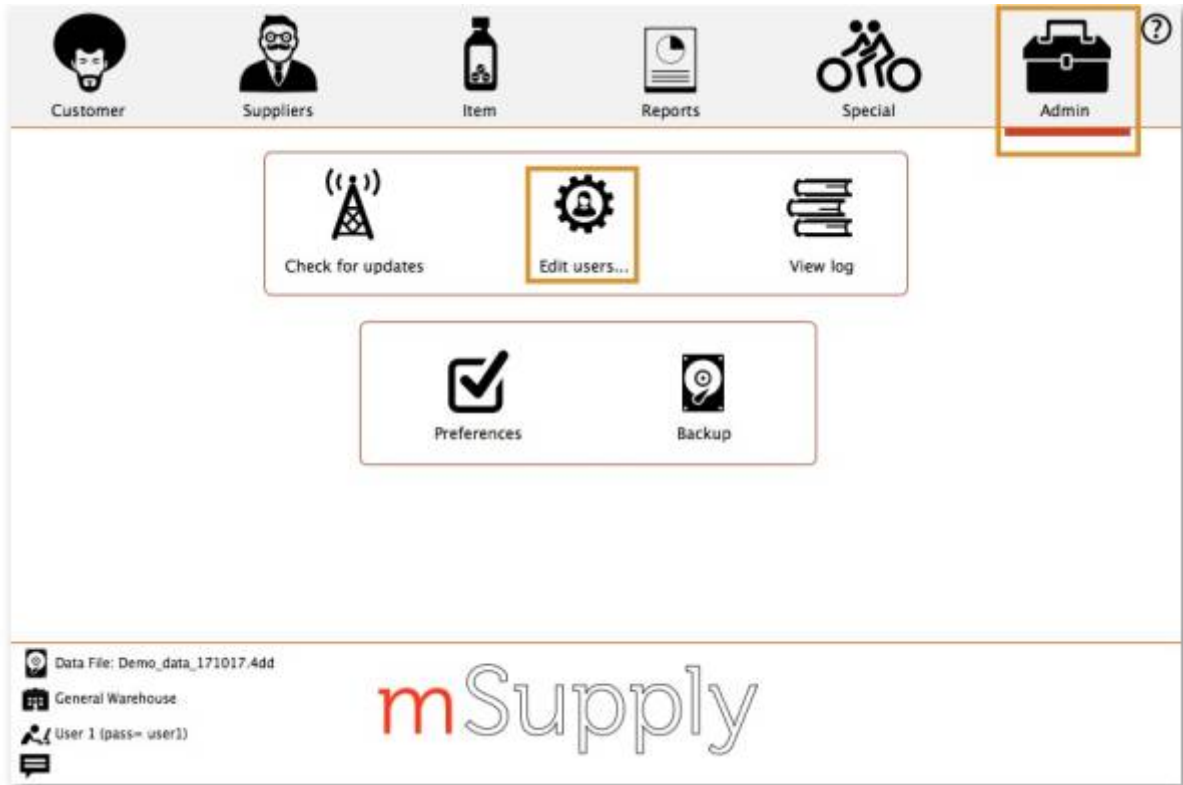 Customer
Suppliers
Item
Reports
Special
Admin
?
Check for updates
Edit users...
View log
Preferences
Backup
Data File: Demo_data_171017.4dd
General Warehouse
User 1 (pass= user1)
mSupply